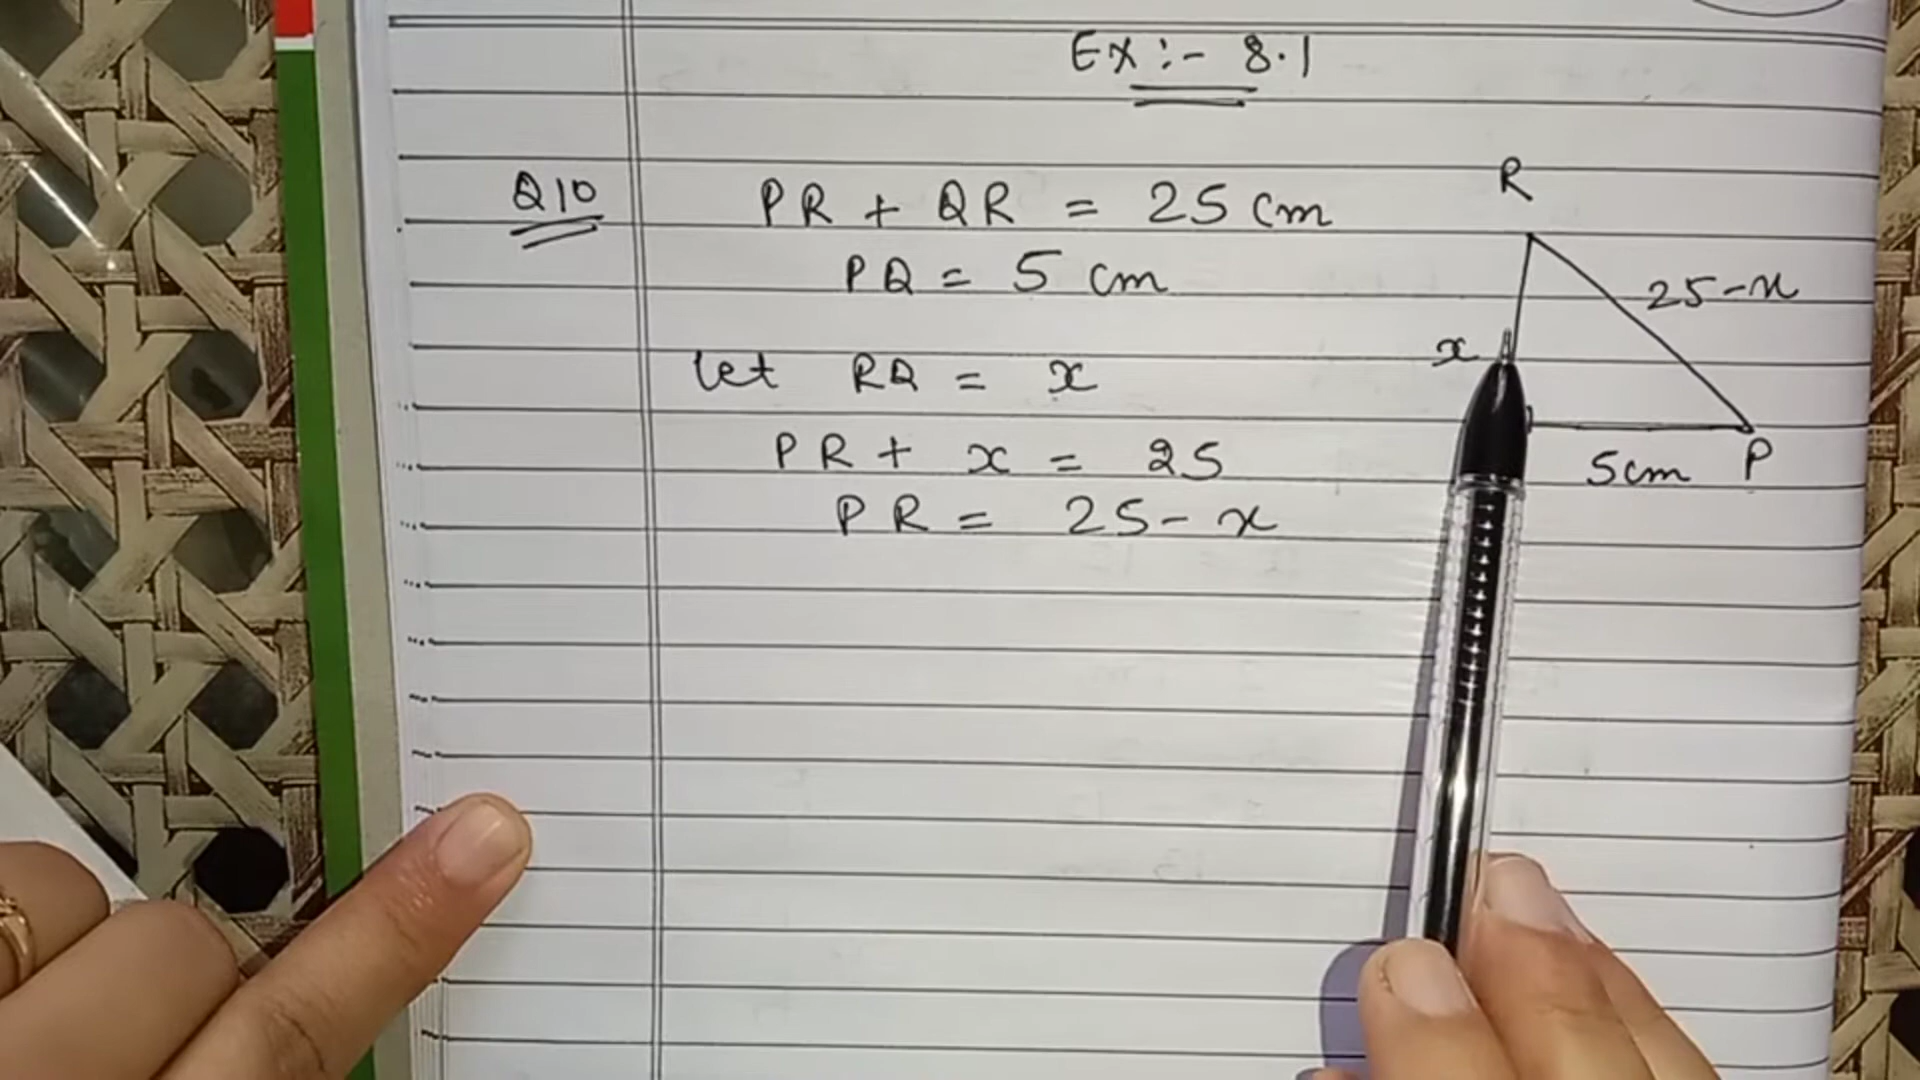 Ex:- 8.1
Q10
PR + QR = 25 cm
PQ = 5 cm
let RQ = x
PR + x = 25
PR = 25 - x
R
25-x
x
5cm P